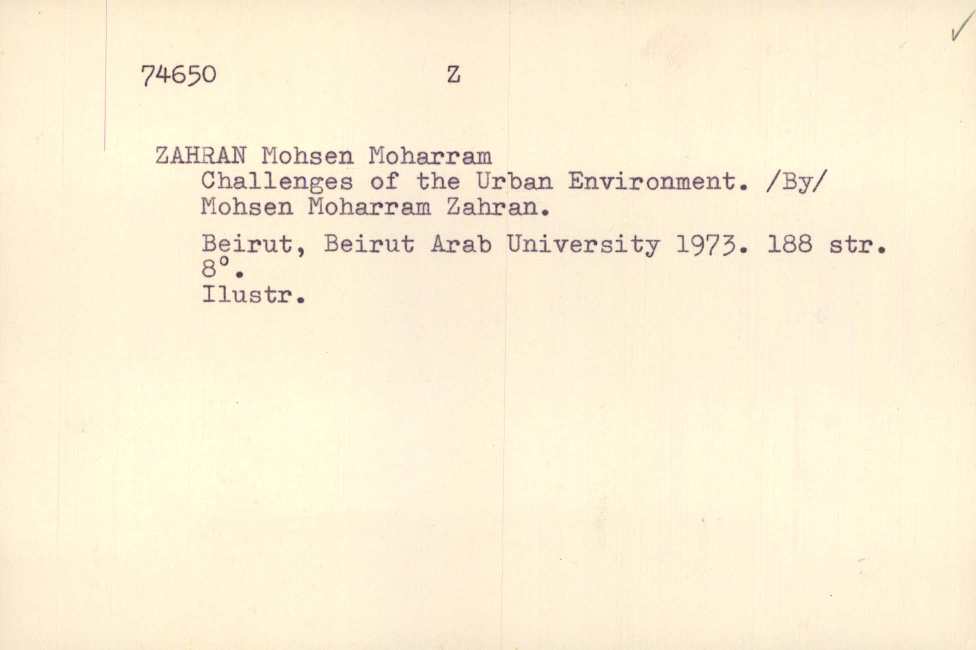 74650 Z
ZAHRAN Mohsen Moharram
Challenges of the Urban Environment. /By/
Mohsen Moharram Zahran.
Beirut, Beirut Arab University 1973. 188 str.
8°.
Ilustr.